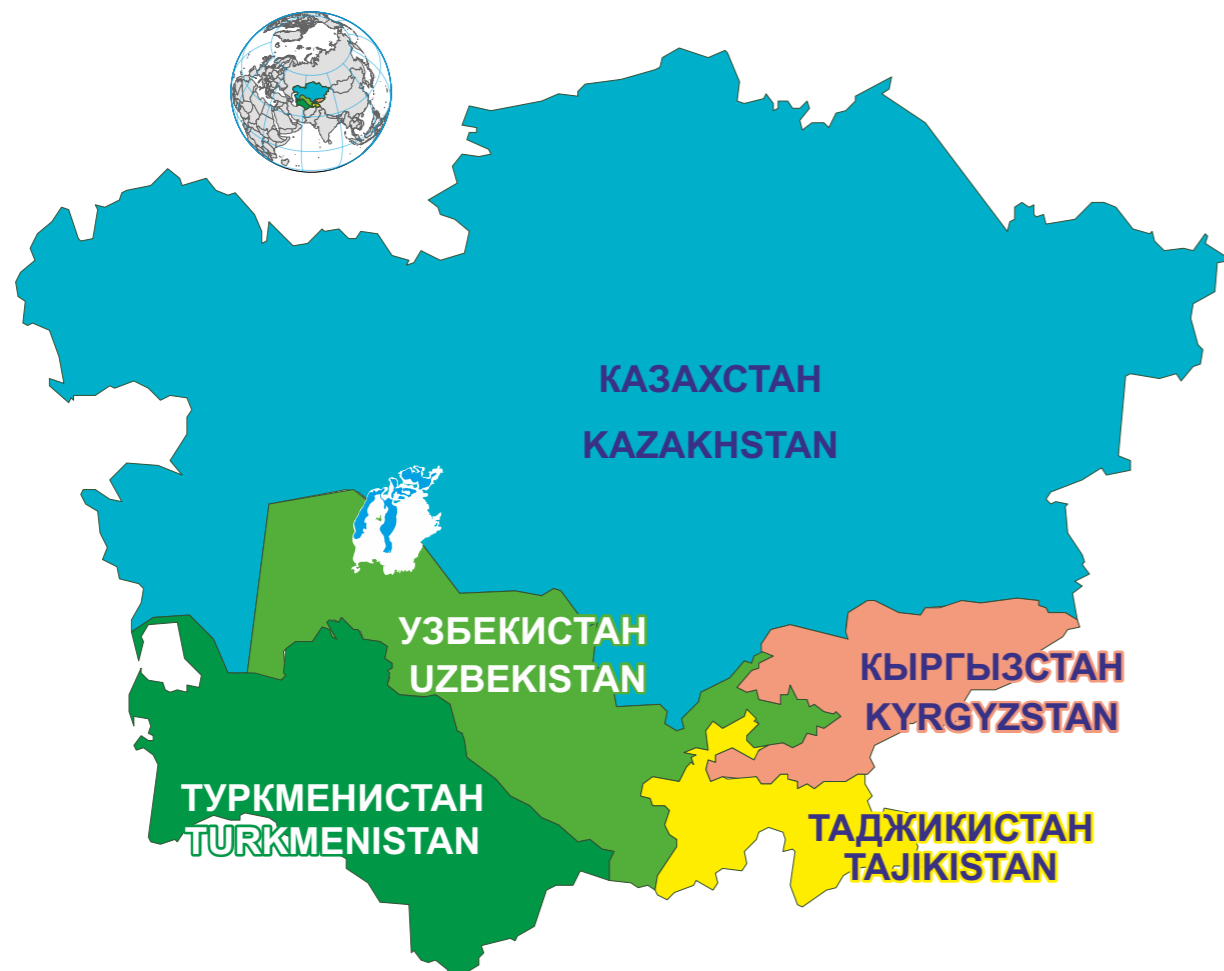 КАЗАХСТАН
KAZAKHSTAN
УЗБЕКИСТАН
UZBEKISTAN
КЫРГЫЗСТАН
KYRGYZSTAN
ТУРКМЕНИСТАН
TURKMENISTAN
ТАДЖИКИСТАН
TAJIKISTAN